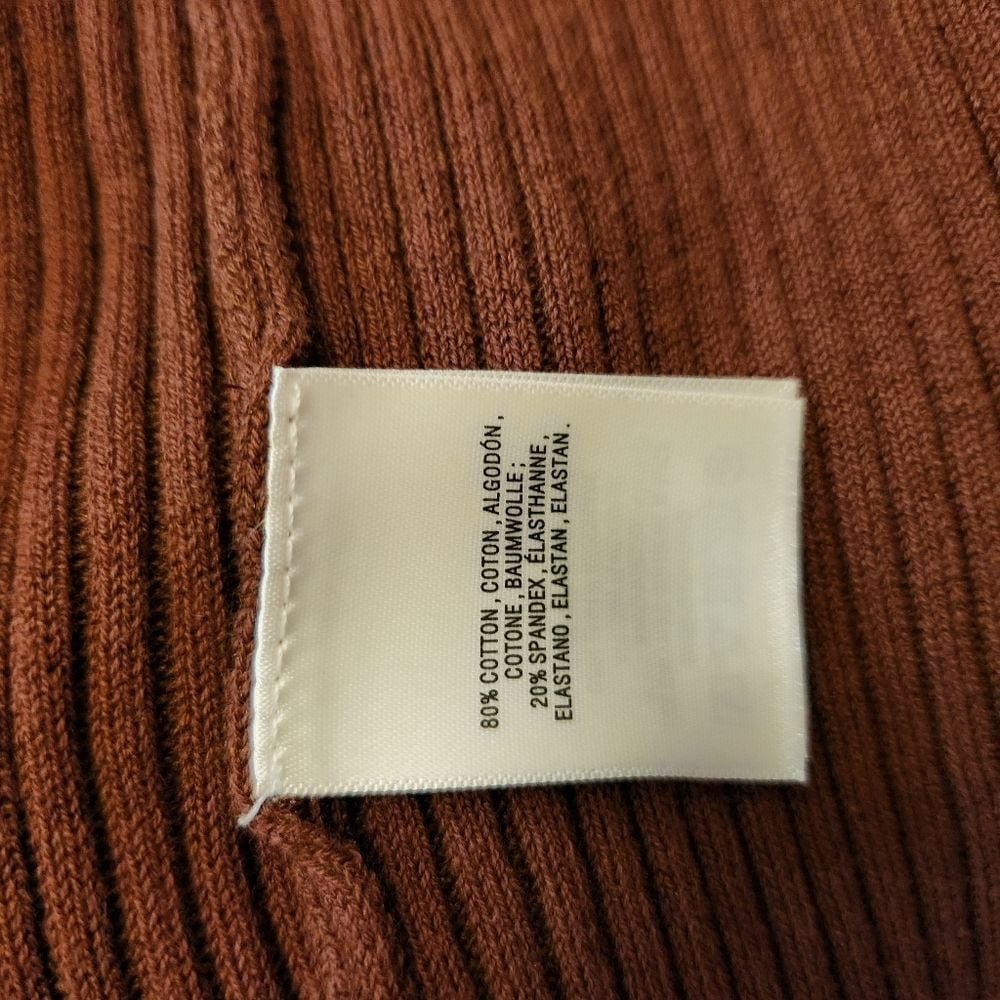 80% COTTON, COTON, ALGODÓN,
COTONE, BAUMWOLLE;
20% SPANDEX, ÉLASTHANNE,
ELASTANO, ELASTAN, ELASTAN.